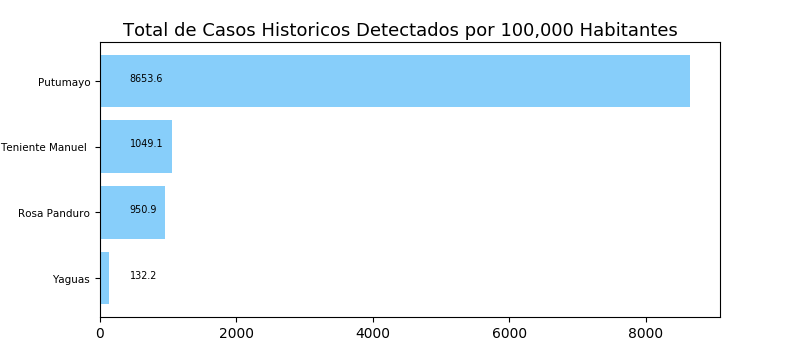 Total de Casos Historicos Detectados por 100,000 Habitantes
Putumayo
8653.6
Teniente Manuel
1049.1
Rosa Panduro
950.9
Yaguas
132.2
0 2000 4000 6000 8000